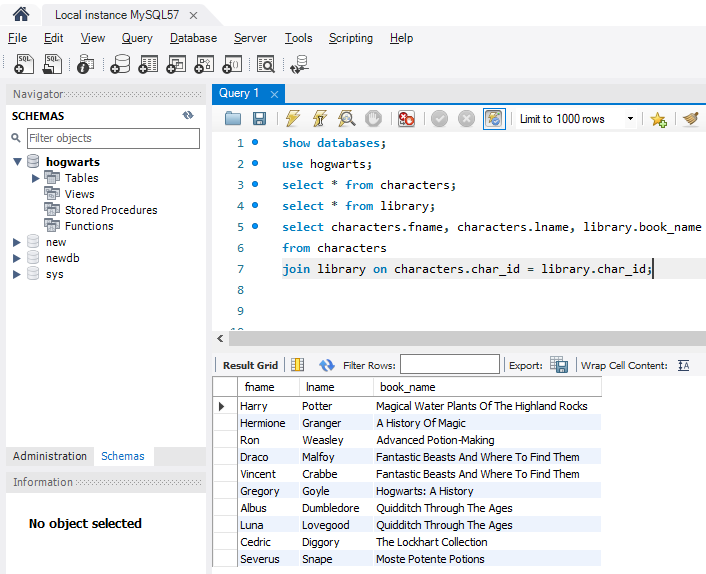 Local instance MySQL57
File Edit View Query Database Server Tools Scripting Help
Navigator
SCHEMAS
Filter objects
hogwarts
Tables
Views
Stored Procedures
Functions
new
newdb
sys
Administration Schemas
Information
No object selected
Query 1
Limit to 1000 rows
1 show databases;
2 use hogwarts;
3 select * from characters;
4 select * from library;
5 select characters.fname, characters.lname, library.book_name
6 from characters
7 join library on characters.char_id = library.char_id;
8
9
Result Grid Filter Rows: Export: Wrap Cell Content:
fname lname book_name
Harry Potter Magical Water Plants Of The Highland Rocks
Hermione Granger A History Of Magic
Ron Weasley Advanced Potion-Making
Draco Malfoy Fantastic Beasts And Where To Find Them
Vincent Crabbe Fantastic Beasts And Where To Find Them
Gregory Goyle Hogwarts: A History
Albus Dumbledore Quidditch Through The Ages
Luna Lovegood Quidditch Through The Ages
Cedric Diggory The Lockhart Collection
Severus Snape Moste Potente Potions